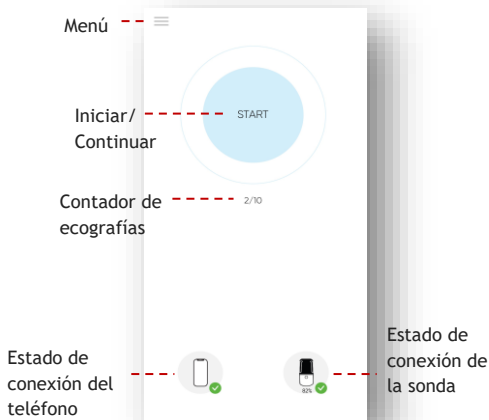 Menú
START
Iniciar/
Continuar
2/10
Contador de
ecografías
Estado de
conexión del
teléfono
82%
Estado de
conexión de
la sonda